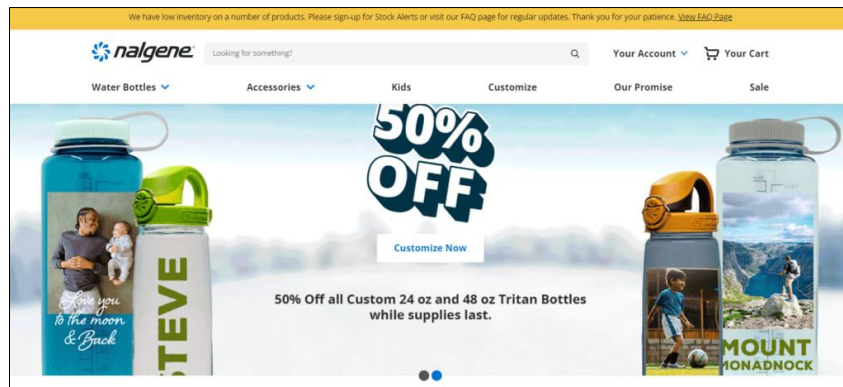 We have low inventory on a number of products. Please sign-up for Stock Alerts or visit our FAQ page for regular updates. Thank you for your patience. View FAQ Page
nalgene
Looking for something?
Your Account
Your Cart
Water Bottles
Accessories
Kids
Customize
Our Promise
Sale
50%
OFF
Customize Now
50% Off all Custom 24 oz and 48 oz Tritan Bottles
while supplies last.
Love you
to the moon
& Back
STEVE
MOUNT
MONADNOCK